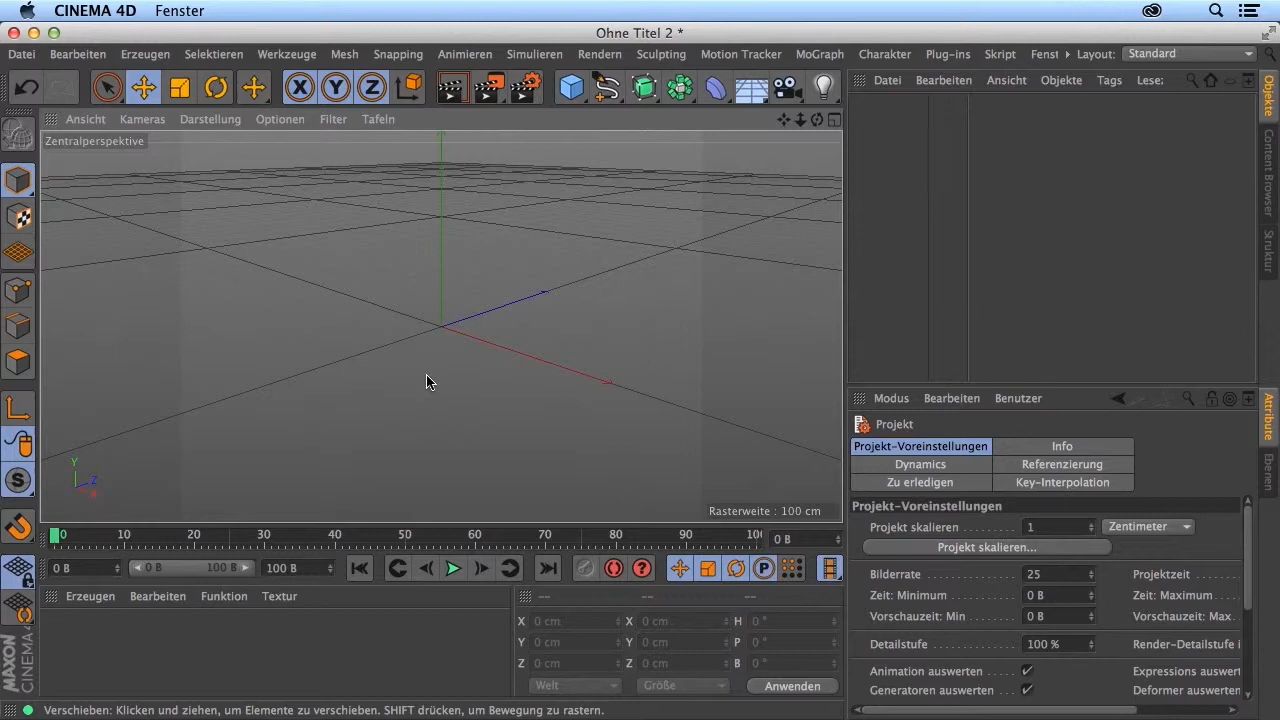 CINEMA 4D Fenster
Ohne Titel 2 *
Datei Bearbeiten Erzeugen Selektieren Werkzeuge Mesh Snapping Animieren Simulieren Rendern Sculpting Motion Tracker MoGraph Charakter Plug-ins Skript Fenst Layout: Standard
X Y Z
Datei Bearbeiten Ansicht Objekte Tags Lese:
Objekte
Content Browser
Struktur
Ansicht Kameras Darstellung Optionen Filter Tafeln
Zentralperspektive
Y
Z
X
Rasterweite : 100 cm
S
Modus Bearbeiten Benutzer
Attribute
Ebenen
Projekt
Projekt-Voreinstellungen Info
Dynamics Referenzierung
Zu erledigen Key-Interpolation
Projekt-Voreinstellungen
Projekt skalieren 1 Zentimeter
Projekt skalieren...
Bilderrate 25 Projektzeit
Zeit: Minimum 0 B Zeit: Maximum
Vorschauzeit: Min 0 B Vorschauzeit: Max
Detailstufe 100 % Render-Detailstufe
Animation auswerten Expressions auswert
Generatoren auswerten Deformer auswerten
0 10 20 30 40 50 60 70 80 90 10 0 B
0 B 0 B 100 B 100 B
P
Erzeugen Bearbeiten Funktion Textur
-- -- --
X 0 cm X 0 cm H 0 °
Y 0 cm Y 0 cm P 0 °
Z 0 cm Z 0 cm B 0 °
Welt Größe Anwenden
MAXON
CINEMA 4D
Verschieben: Klicken und ziehen, um Elemente zu verschieben. SHIFT drücken, um Bewegung zu rastern.